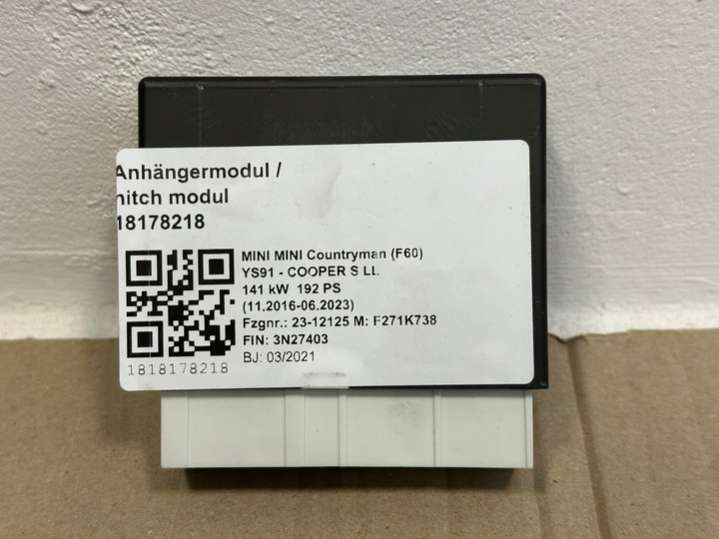 Anhängermodul /
hitch modul
18178218
MINI MINI Countryman (F60)
YS91 - COOPER S LL
141 kW 192 PS
(11.2016-06.2023)
Fzgnr.: 23-12125 M: F271K738
FIN: 3N27403
BJ: 03/2021
1818178218